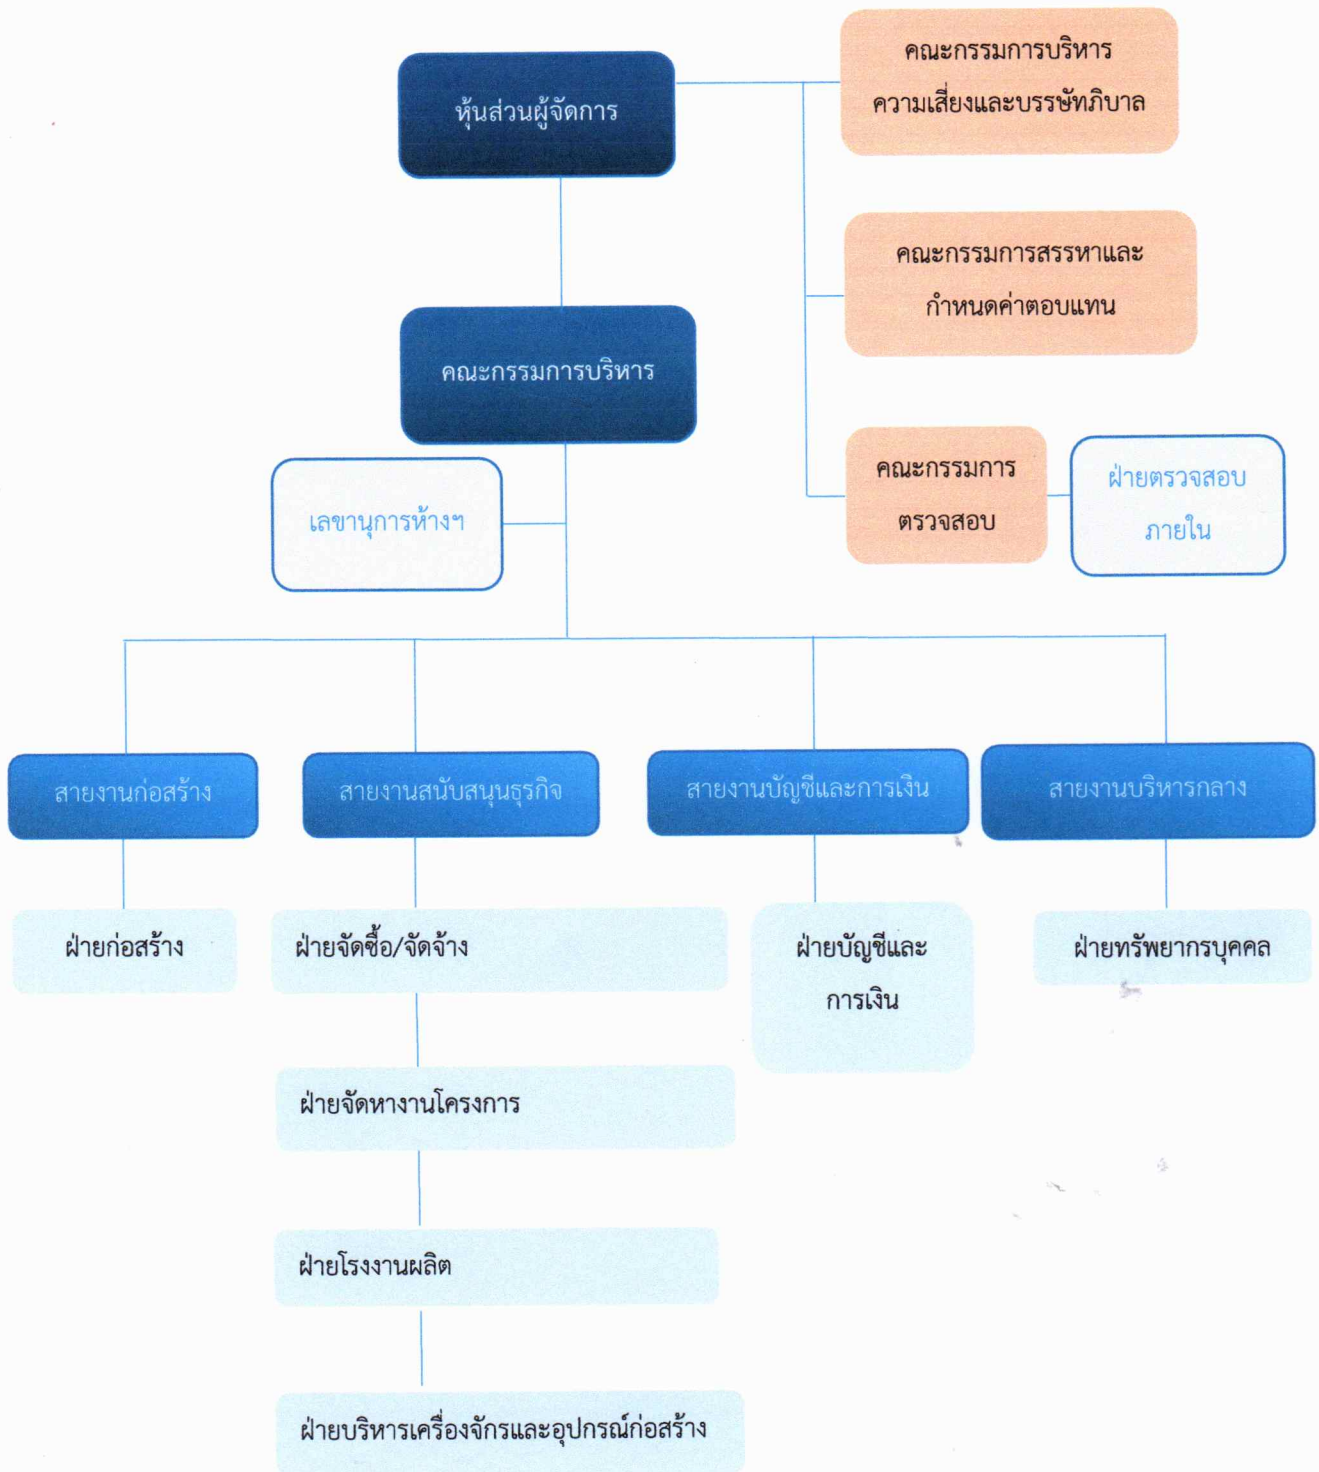 หุ้นส่วนผู้จัดการ
คณะกรรมการบริหาร
ความเสี่ยงและบรรษัทภิบาล
คณะกรรมการสรรหาและ
กำหนดค่าตอบแทน
คณะกรรมการบริหาร
คณะกรรมการ
ตรวจสอบ
ฝ่ายตรวจสอบ
ภายใน
เลขานุการห้างฯ
สายงานก่อสร้าง
สายงานสนับสนุนธุรกิจ
สายงานบัญชีและการเงิน
สายงานบริหารกลาง
ฝ่ายก่อสร้าง
ฝ่ายจัดซื้อ/จัดจ้าง
ฝ่ายบัญชีและ
การเงิน
ฝ่ายทรัพยากรบุคคล
ฝ่ายจัดหางานโครงการ
ฝ่ายโรงงานผลิต
ฝ่ายบริหารเครื่องจักรและอุปกรณ์ก่อสร้าง